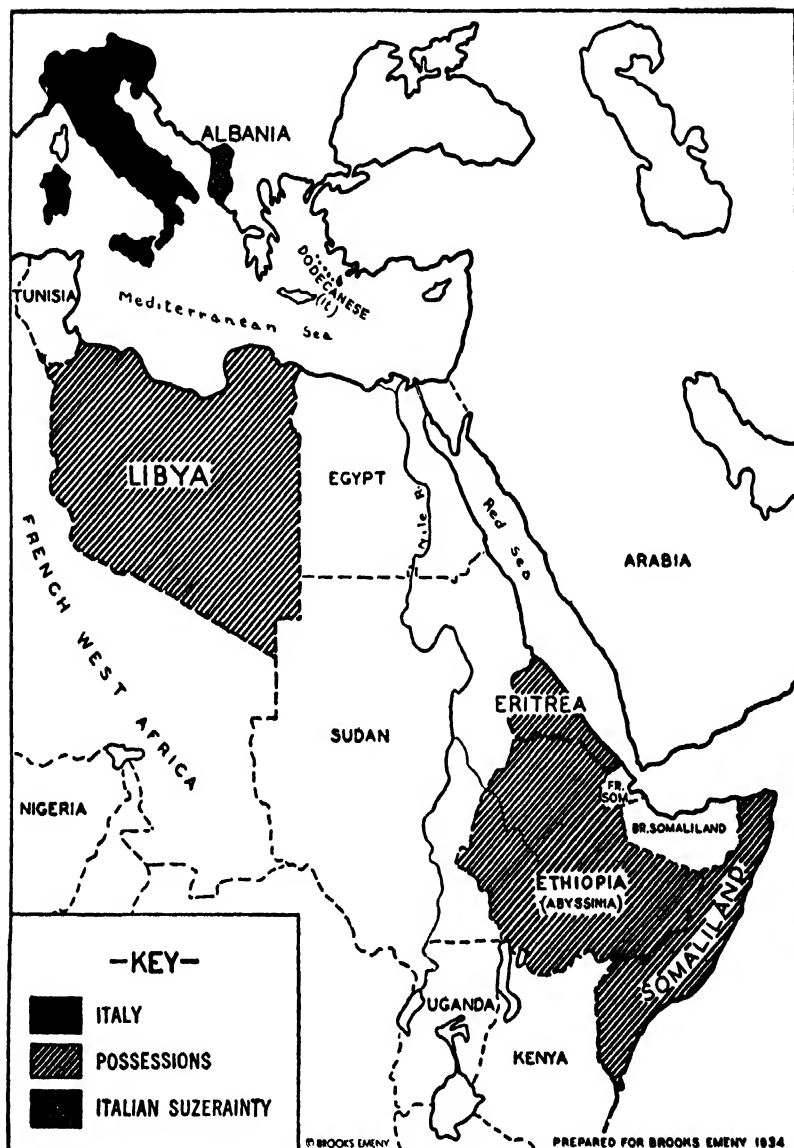 ALBANIA
TUNISIA
Mediterranean Sea
DODECANESE
(It)
LIBYA
EGYPT
Nile R.
Red Sea
ARABIA
FRENCH WEST AFRICA
ERITREA
SUDAN
FR.
SOM.
NIGERIA
BR. SOMALILAND
ETHIOPIA
(ABYSSINIA)
SOMALILAND
UGANDA
KENYA
—KEY—
ITALY
POSSESSIONS
ITALIAN SUZERAINTY
© BROOKS EMENY
PREPARED FOR BROOKS EMENY 1934